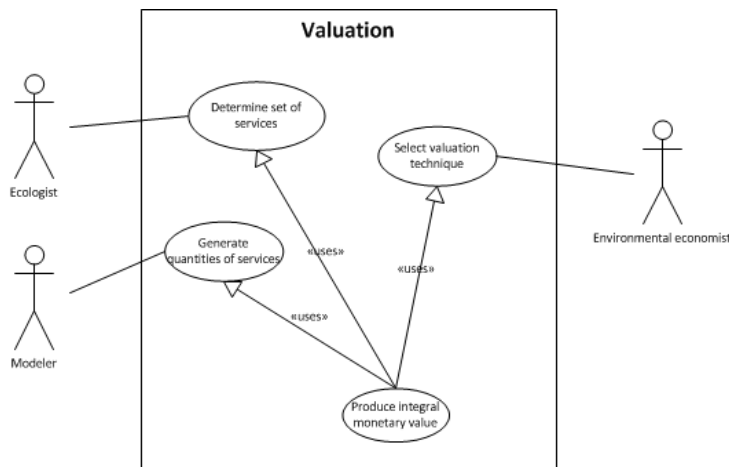 Valuation
Determine set of
services
Select valuation
technique
Ecologist
Environmental economist
Generate
quantities of services
«uses»
«uses»
«uses»
Modeler
Produce integral
monetary value